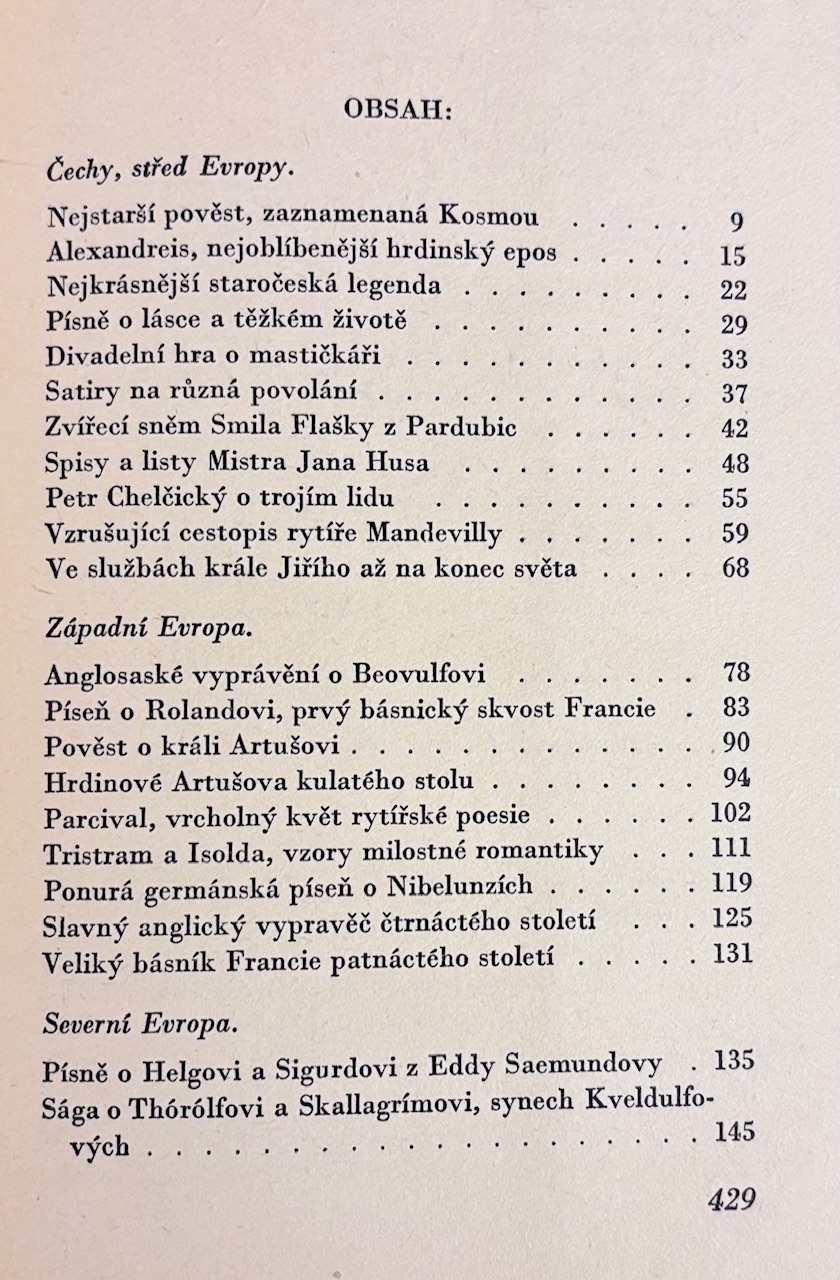 OBSAH:
Čechy, střed Evropy.
Nejstarší pověst, zaznamenaná Kosmou . . . . . 9
Alexandreis, nejoblíbenější hrdinský epos . . . . . 15
Nejkrásnější staročeská legenda . . . . . . . . 22
Písně o lásce a těžkém životě . . . . . . . . . 29
Divadelní hra o mastičkáři . . . . . . . . . . 33
Satiry na různá povolání . . . . . . . . . . . 37
Zvířecí sněm Smila Flašky z Pardubic . . . . . . 42
Spisy a listy Mistra Jana Husa . . . . . . . . 48
Petr Chelčický o trojím lidu . . . . . . . . . 55
Vzrušující cestopis rytíře Mandevilly . . . . . . . 59
Ve službách krále Jiřího až na konec světa . . . . 68
Západní Evropa.
Anglosaské vyprávění o Beovulfovi . . . . . . . 78
Píseň o Rolandovi, prvý básnický skvost Francie . 83
Pověst o králi Artušovi . . . . . . . . . . . . . 90
Hrdinové Artušova kulatého stolu . . . . . . . . 94
Parcival, vrcholný květ rytířské poesie . . . . . . 102
Tristram a Isolda, vzory milostné romantiky . . . 111
Ponurá germánská píseň o Nibelunzích . . . . . . 119
Slavný anglický vypravěč čtrnáctého století . . . 125
Veliký básník Francie patnáctého století . . . . . 131
Severní Evropa.
Písně o Helgovi a Sigurdovi z Eddy Saemundovy . 135
Sága o Thórólfovi a Skallagrímovi, synech Kveldulfo-
vých . . . . . . . . . . . . . . . . . . . . 145
429